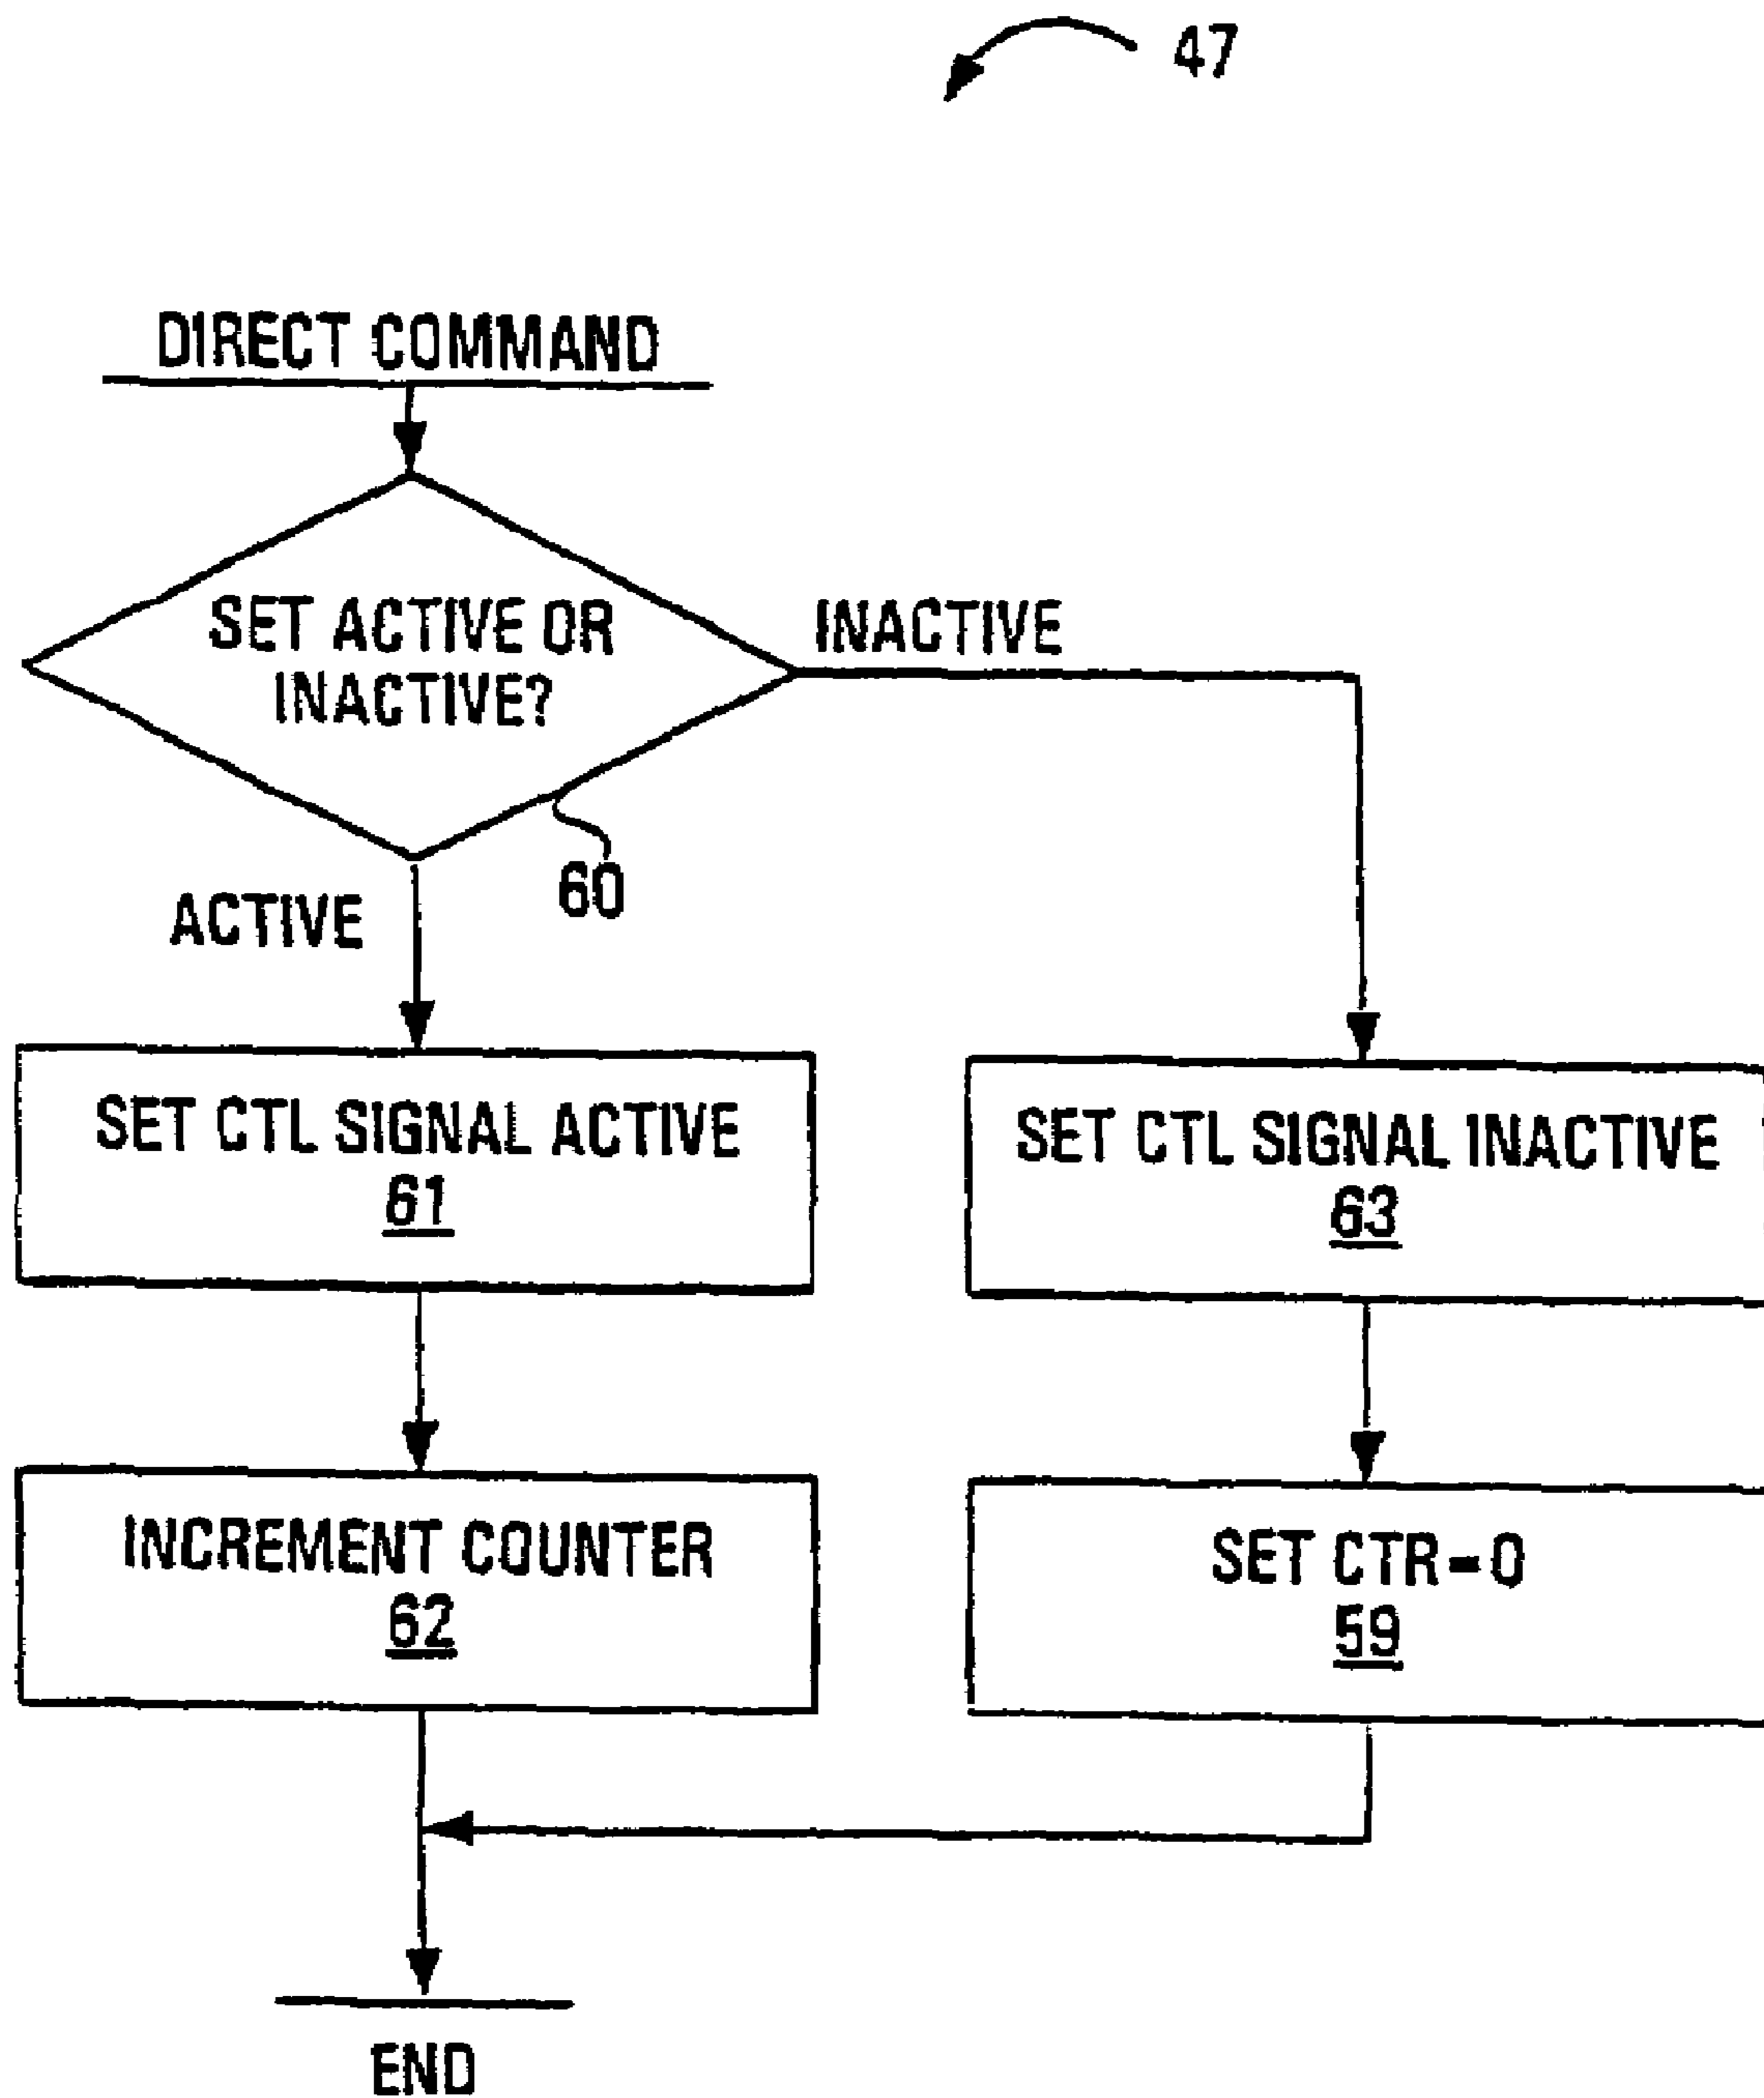 47
DIRECT COMMAND
SET ACTIVE OR
INACTIVE?
INACTIVE
60
ACTIVE
SET CTL SIGNAL ACTIVE
61
SET CTL SIGNAL INACTIVE
63
INCREMENT COUNTER
62
SET CTR=0
59
END